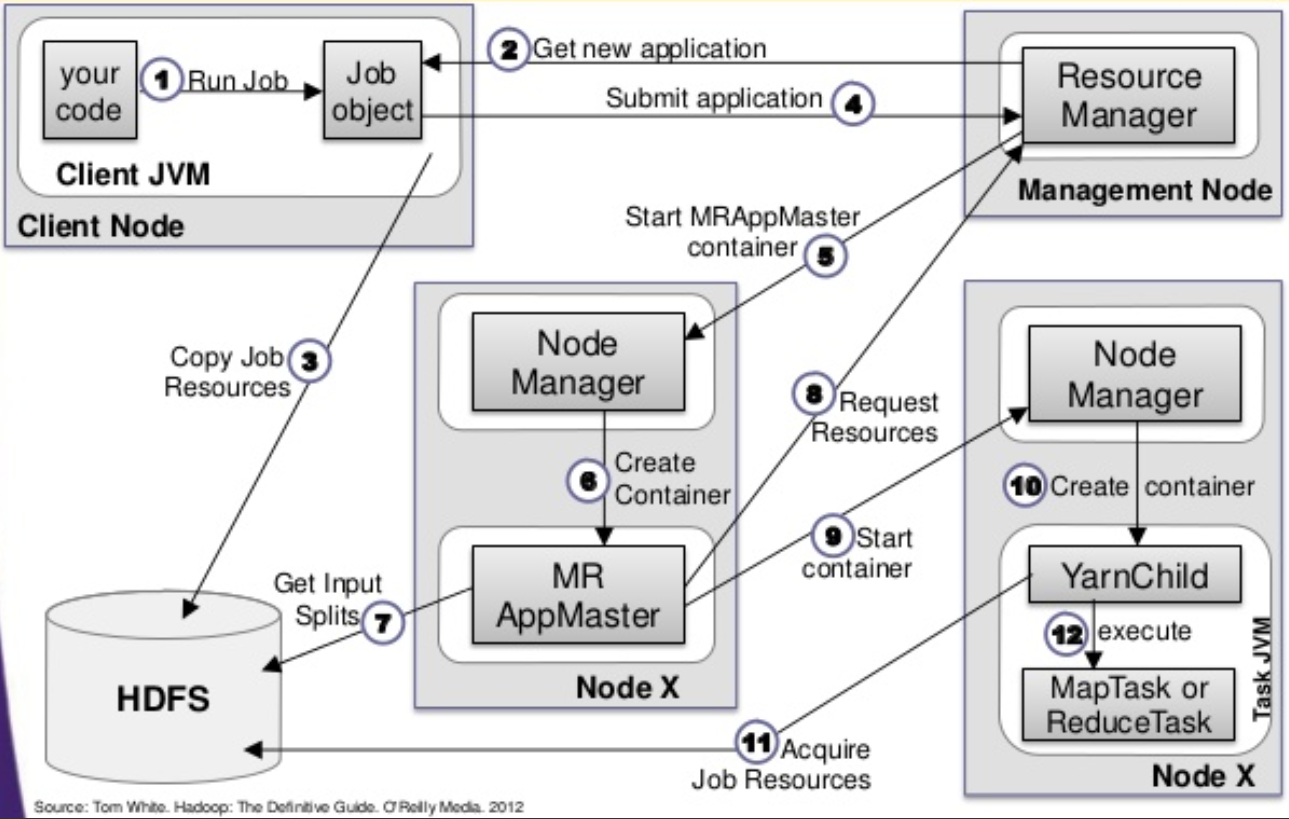 your
code
1 Run Job
Job
object
Client JVM
Client Node
2 Get new application
Submit application 4
Resource
Manager
Management Node
Start MRAppMaster
container 5
Copy Job 3
Resources
Node
Manager
6 Create
Container
MR
AppMaster
Node X
Get Input
Splits 7
HDFS
8 Request
Resources
9 Start
container
Node
Manager
10 Create container
YarnChild
12 execute
MapTask or
ReduceTask
Task JVM
Node X
11 Acquire
Job Resources
Source: Tom White. Hadoop: The Definitive Guide. O'Reilly Media. 2012